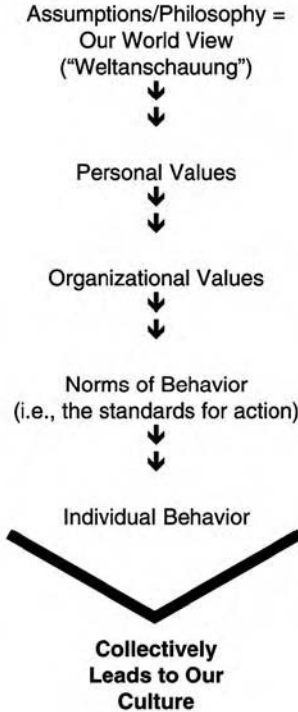 Assumptions/Philosophy =
Our World View
(“Weltanschauung”)
Personal Values
Organizational Values
Norms of Behavior
(i.e., the standards for action)
Individual Behavior
Collectively
Leads to Our
Culture